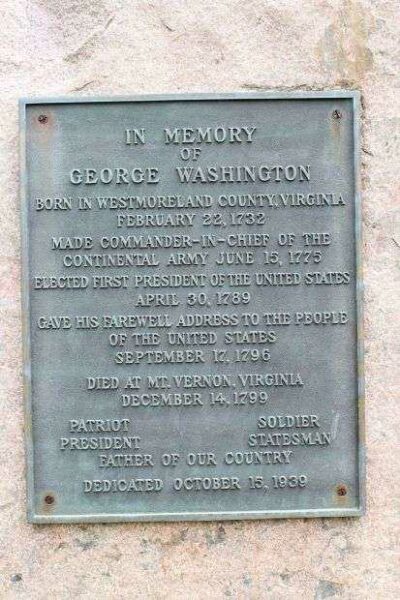 IN MEMORY
OF
GEORGE WASHINGTON
BORN IN WESTMORELAND COUNTY, VIRGINIA
FEBRUARY 22, 1732
MADE COMMANDER-IN-CHIEF OF THE
CONTINENTAL ARMY JUNE 15, 1775
ELECTED FIRST PRESIDENT OF THE UNITED STATES
APRIL 30, 1789
GAVE HIS FAREWELL ADDRESS TO THE PEOPLE
OF THE UNITED STATES
SEPTEMBER 17, 1796
DIED AT MT. VERNON, VIRGINIA
DECEMBER 14, 1799
PATRIOT SOLDIER
PRESIDENT STATESMAN
FATHER OF OUR COUNTRY
DEDICATED OCTOBER 15, 1939